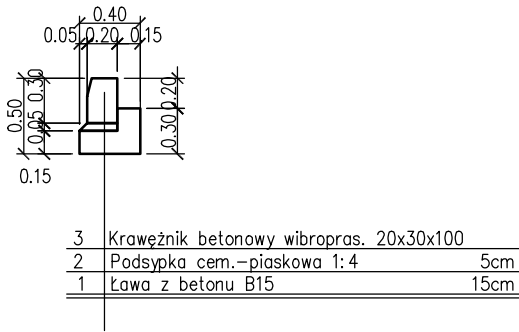 0.40
0.05 0.20 0.15
0.50 0.30 0.05 0.20 0.30
0.15
3 Krawężnik betonowy wibropras. 20x30x100
2 Podsypka cem.-piaskowa 1:4 5cm
1 Ława z betonu B15 15cm